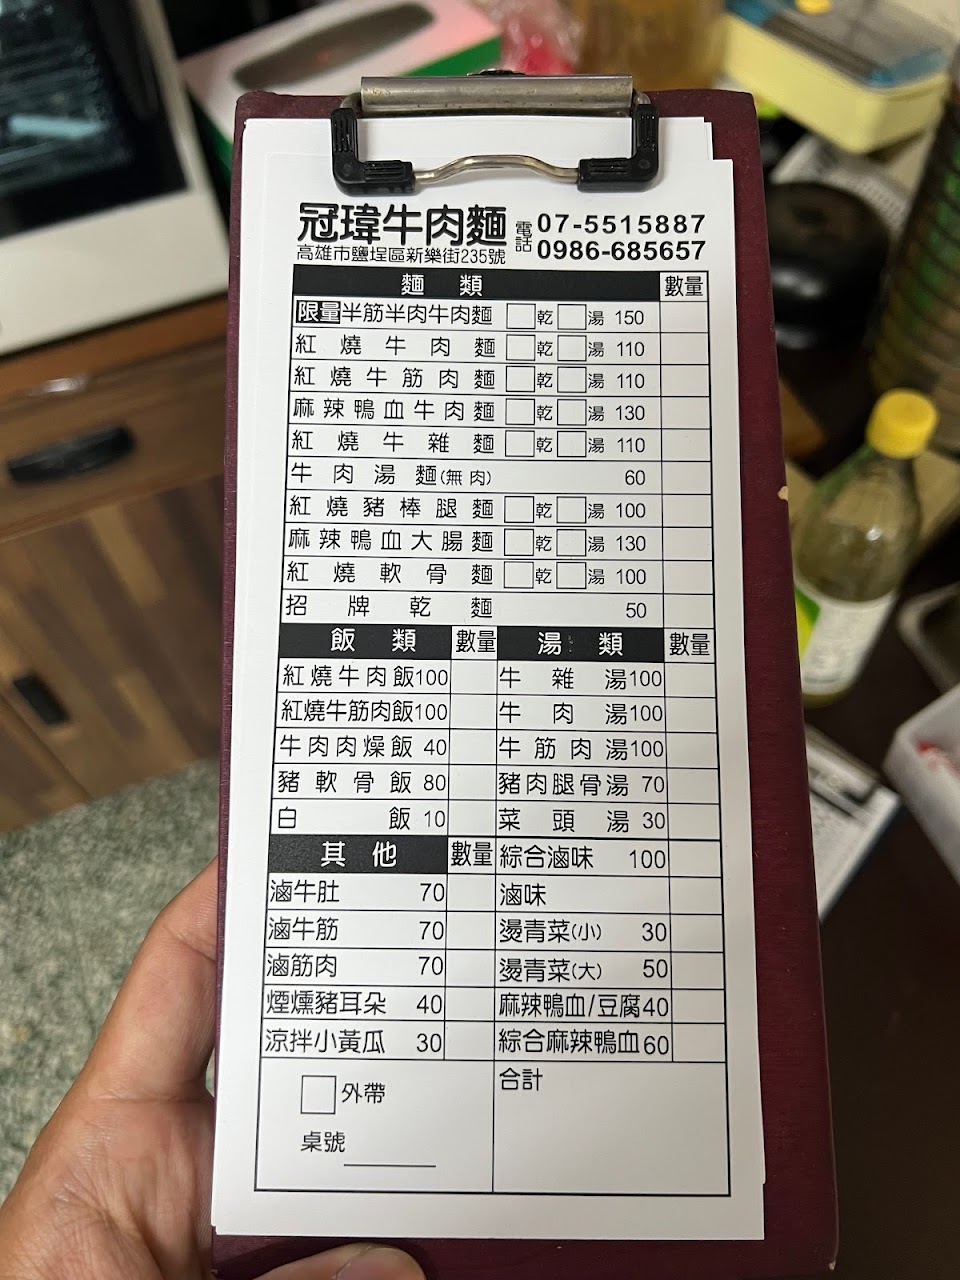 冠瑋牛肉麵 電話 07-5515887
高雄市鹽埕區新樂街235號 0986-685657
麵類 數量
限量半筋半肉牛肉麵 □乾□湯 150
紅燒牛肉麵 □乾□湯 110
紅燒牛筋肉麵 □乾□湯 110
麻辣鴨血牛肉麵 □乾□湯 130
紅燒牛雜麵 □乾□湯 110
牛肉湯麵(無肉) 60
紅燒豬棒腿麵 □乾□湯 100
麻辣鴨血大腸麵 □乾□湯 130
紅燒軟骨麵 □乾□湯 100
招牌乾麵 50
飯類 數量 湯類 數量
紅燒牛肉飯100 牛雜湯100
紅燒牛筋肉飯100 牛肉湯100
牛肉肉燥飯 40 牛筋肉湯100
豬軟骨飯 80 豬肉腿骨湯 70
白飯 10 菜頭湯 30
其他 數量 綜合滷味 100
滷牛肚 70 滷味
滷牛筋 70 燙青菜(小) 30
滷筋肉 70 燙青菜(大) 50
煙燻豬耳朵 40 麻辣鴨血/豆腐40
涼拌小黃瓜 30 綜合麻辣鴨血60
□外帶 合計
桌號